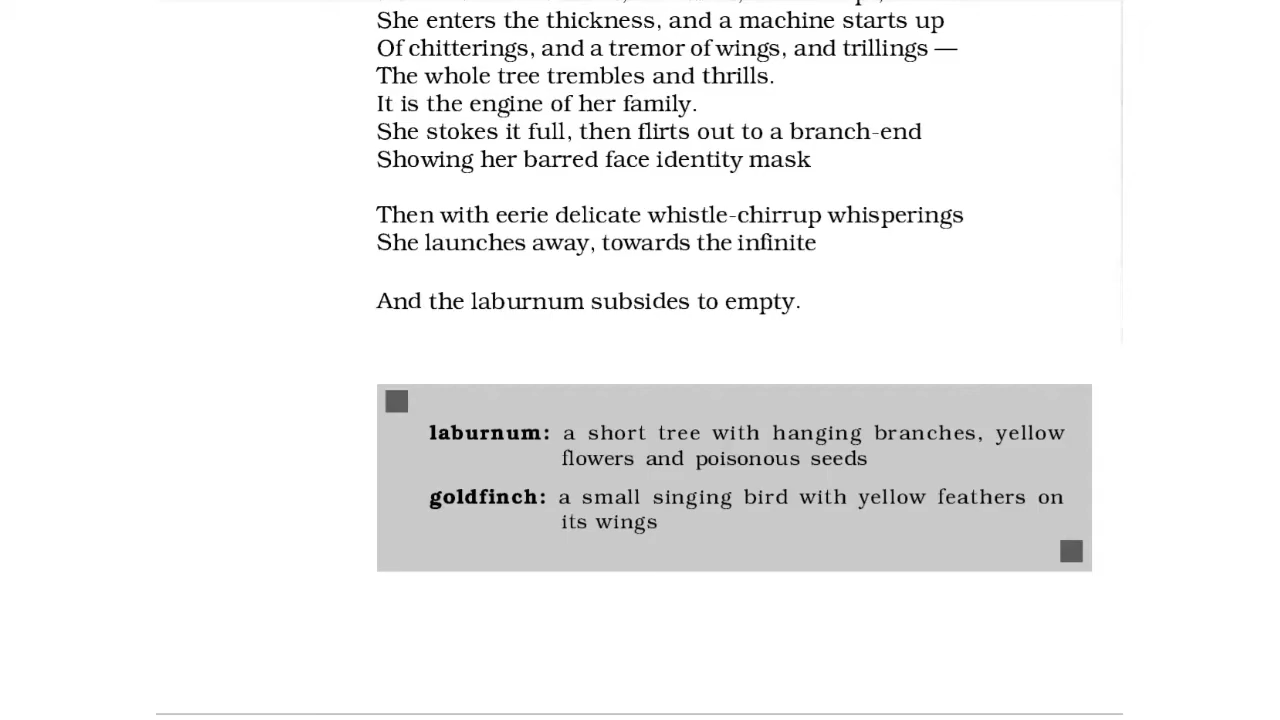 She enters the thickness, and a machine starts up
Of chitterings, and a tremor of wings, and trillings —
The whole tree trembles and thrills.
It is the engine of her family.
She stokes it full, then flirts out to a branch-end
Showing her barred face identity mask
Then with eerie delicate whistle-chirrup whisperings
She launches away, towards the infinite
And the laburnum subsides to empty.
laburnum: a short tree with hanging branches, yellow
flowers and poisonous seeds
goldfinch: a small singing bird with yellow feathers on
its wings